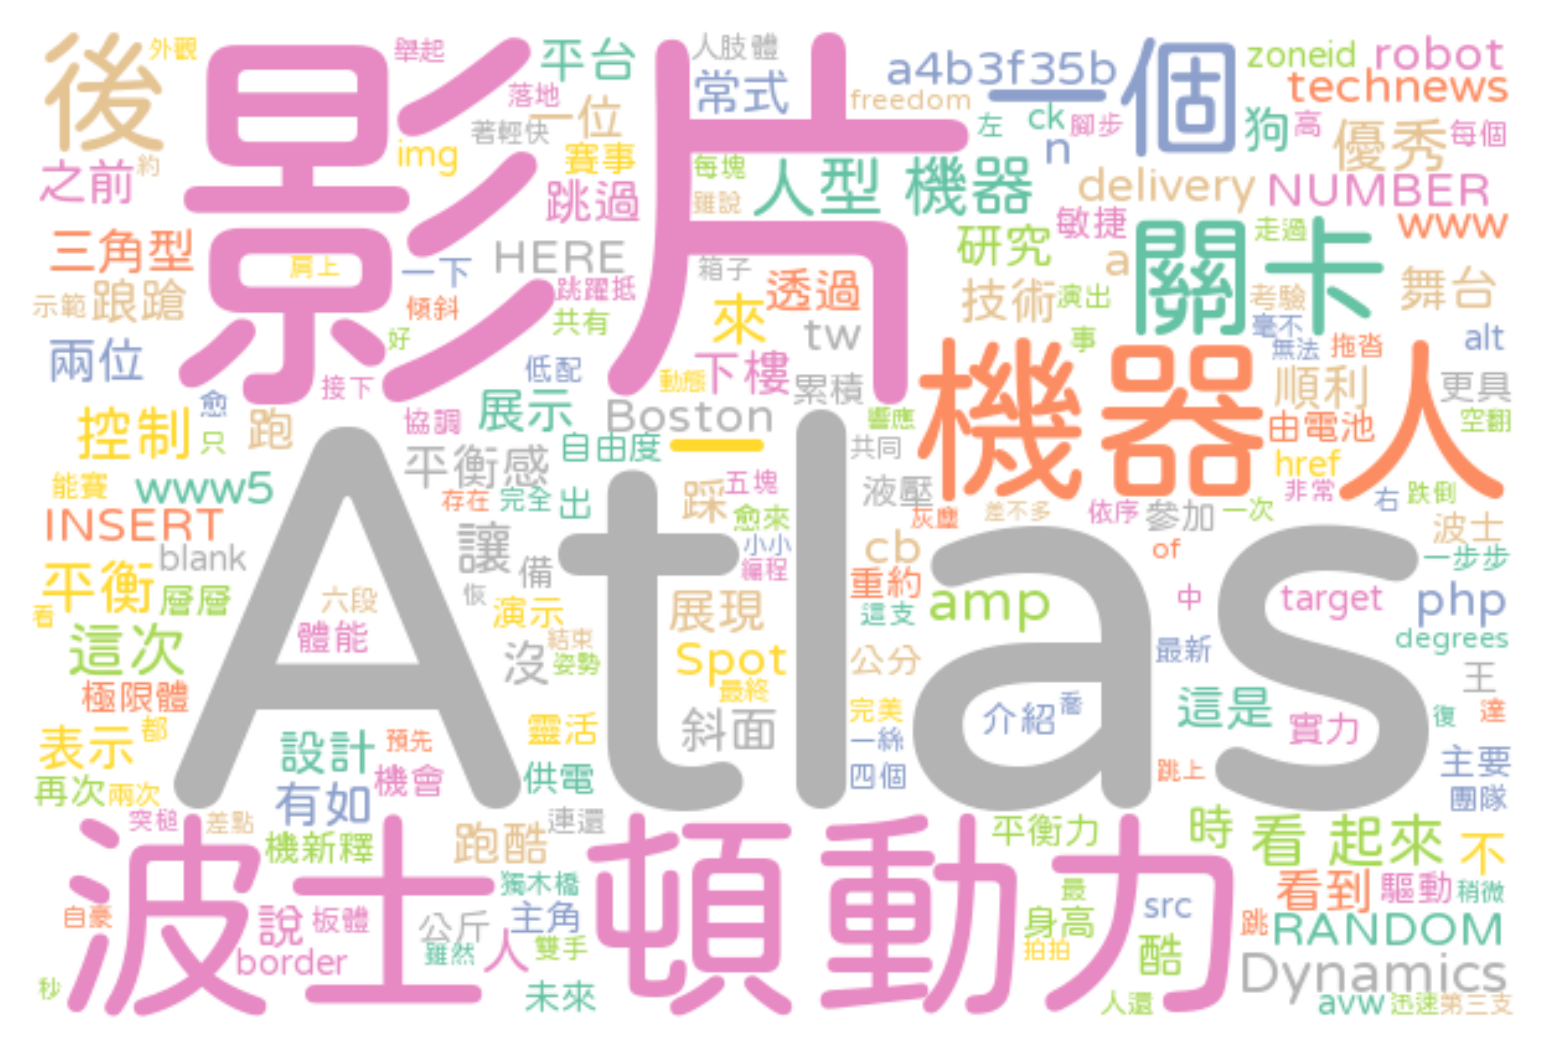 後 外觀 影片 舉起 平台 人肢體 常式 a4b3f35b 一 個 zoneid robot
technews
落地 一位 freedom 著輕快 左 ck 腳步 狗 高 優秀 每個
img 賽事 n
之前 約 跳過 每塊 雖說 人型 機器 delivery NUMBER
三角型 HERE 研究 敏捷 關卡 走過 www
肩上 一下 箱子 透過 a 舞台
示範 踉蹌 傾斜 跳躍抵 來 技術 演出 考驗
好 共有 tw 事 毫不 alt
兩位 接下 低配 動態 下樓 累積 無法 拖沓 機器人 順利 更具
愈 控制 只 跑 協調 展示 Boston 響應 由電池 空翻
平衡感 自由度 一 共同 href
能賽 www5 存在 完全 出 踩 五塊 液壓 非常 右 跌倒
INSERT Atlas 讓 愈來 灰塵 差不多 依序 參加 一次 波士
blank 備 小小 編程 cb of 一步步
平衡 層層 六段 恢 演示 展現 重約 amp 中 target php
看 這次 體能 結束 這支 degrees
沒 姿勢 Spot 公分 最新 王
極限體 最終 完美 介紹 喬 這是 復 達
表示 都 設計 預先 靈活 斜面 一絲 實力 主要
再次 兩次 有如 機會 供電 四個 跳上 團隊
突槌 差點 機新釋 跑酷 連還 平衡力 時 看 起來 不
波士頓動力 獨木橋 最 看到 驅動 稍微
自豪 說 板體 公斤 主角 身高 src 跳 RANDOM
border 雖然 人 雙手 拍拍 酷 Dynamics
秒 未來 人還 avw 迅速 第三支